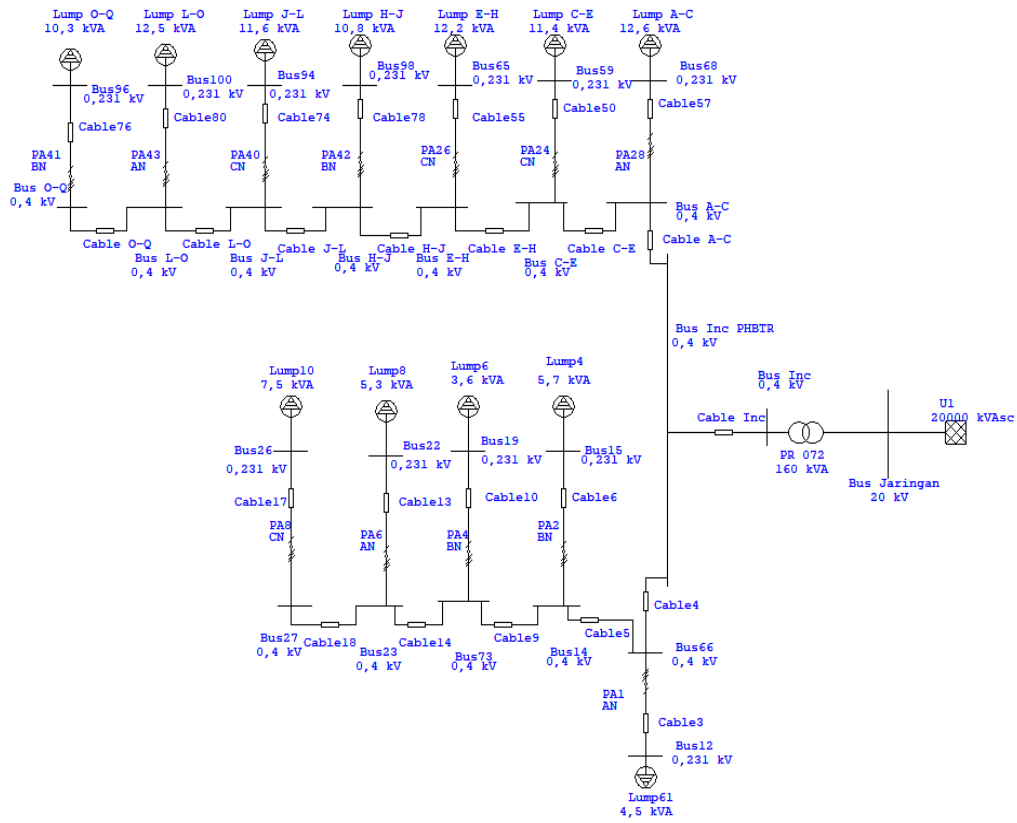 Lump O-Q
10,3 kVA
Lump L-O
12,5 kVA
Lump J-L
11,6 kVA
Lump H-J
10,8 kVA
Lump E-H
12,2 kVA
Lump C-E
11,4 kVA
Lump A-C
12,6 kVA
Bus96
0,231 kV
Bus100
0,231 kV
Bus94
0,231 kV
Bus98
0,231 kV
Bus65
0,231 kV
Bus59
0,231 kV
Bus68
0,231 kV
Cable76
Cable80
Cable74
Cable78
Cable55
Cable50
Cable57
PA41
BN
PA43
AN
PA40
CN
PA42
BN
PA26
CN
PA24
CN
PA28
AN
Bus O-Q
0,4 kV
Bus A-C
0,4 kV
Cable O-Q
Cable L-O
Cable J-L
Cable H-J
Cable E-H
Cable C-E
Cable A-C
Bus L-O
0,4 kV
Bus J-L
0,4 kV
Bus H-J
0,4 kV
Bus E-H
0,4 kV
Bus C-E
0,4 kV
Bus Inc PHBTR
0,4 kV
Lump10
7,5 kVA
Lump8
5,3 kVA
Lump6
3,6 kVA
Lump4
5,7 kVA
Bus Inc
0,4 kV
Cable Inc
U1
20000 kVAsc
PR 072
160 kVA
Bus Jaringan
20 kV
Bus26
0,231 kV
Bus22
0,231 kV
Bus19
0,231 kV
Bus15
0,231 kV
Cable17
Cable13
Cable10
Cable6
PA8
CN
PA6
AN
PA4
BN
PA2
BN
Cable4
Bus27
0,4 kV
Cable18
Bus23
0,4 kV
Cable14
Bus73
0,4 kV
Cable9
Bus14
0,4 kV
Cable5
Bus66
0,4 kV
PA1
AN
Cable3
Bus12
0,231 kV
Lump61
4,5 kVA